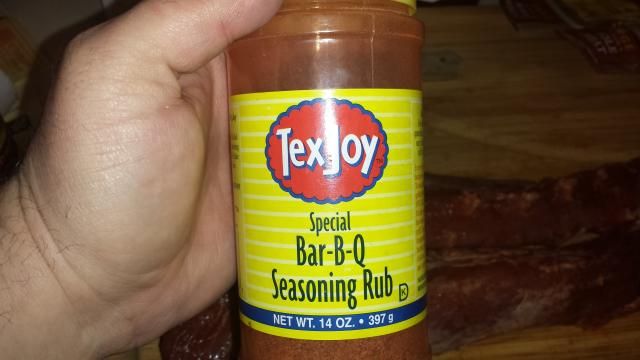 TexJoy
Special
Bar-B-Q
Seasoning Rub
K
NET WT. 14 OZ. • 397 g